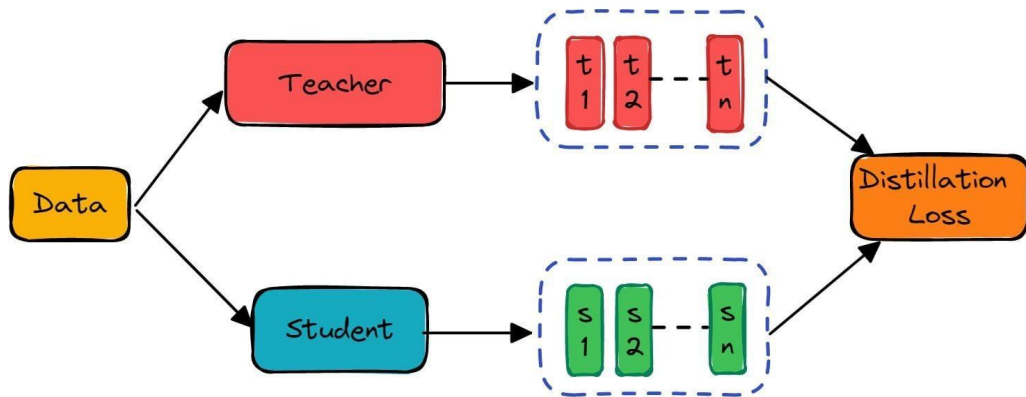 Teacher
t t t
1 2 n
Data
Distillation
Loss
Student
s s s
1 2 n